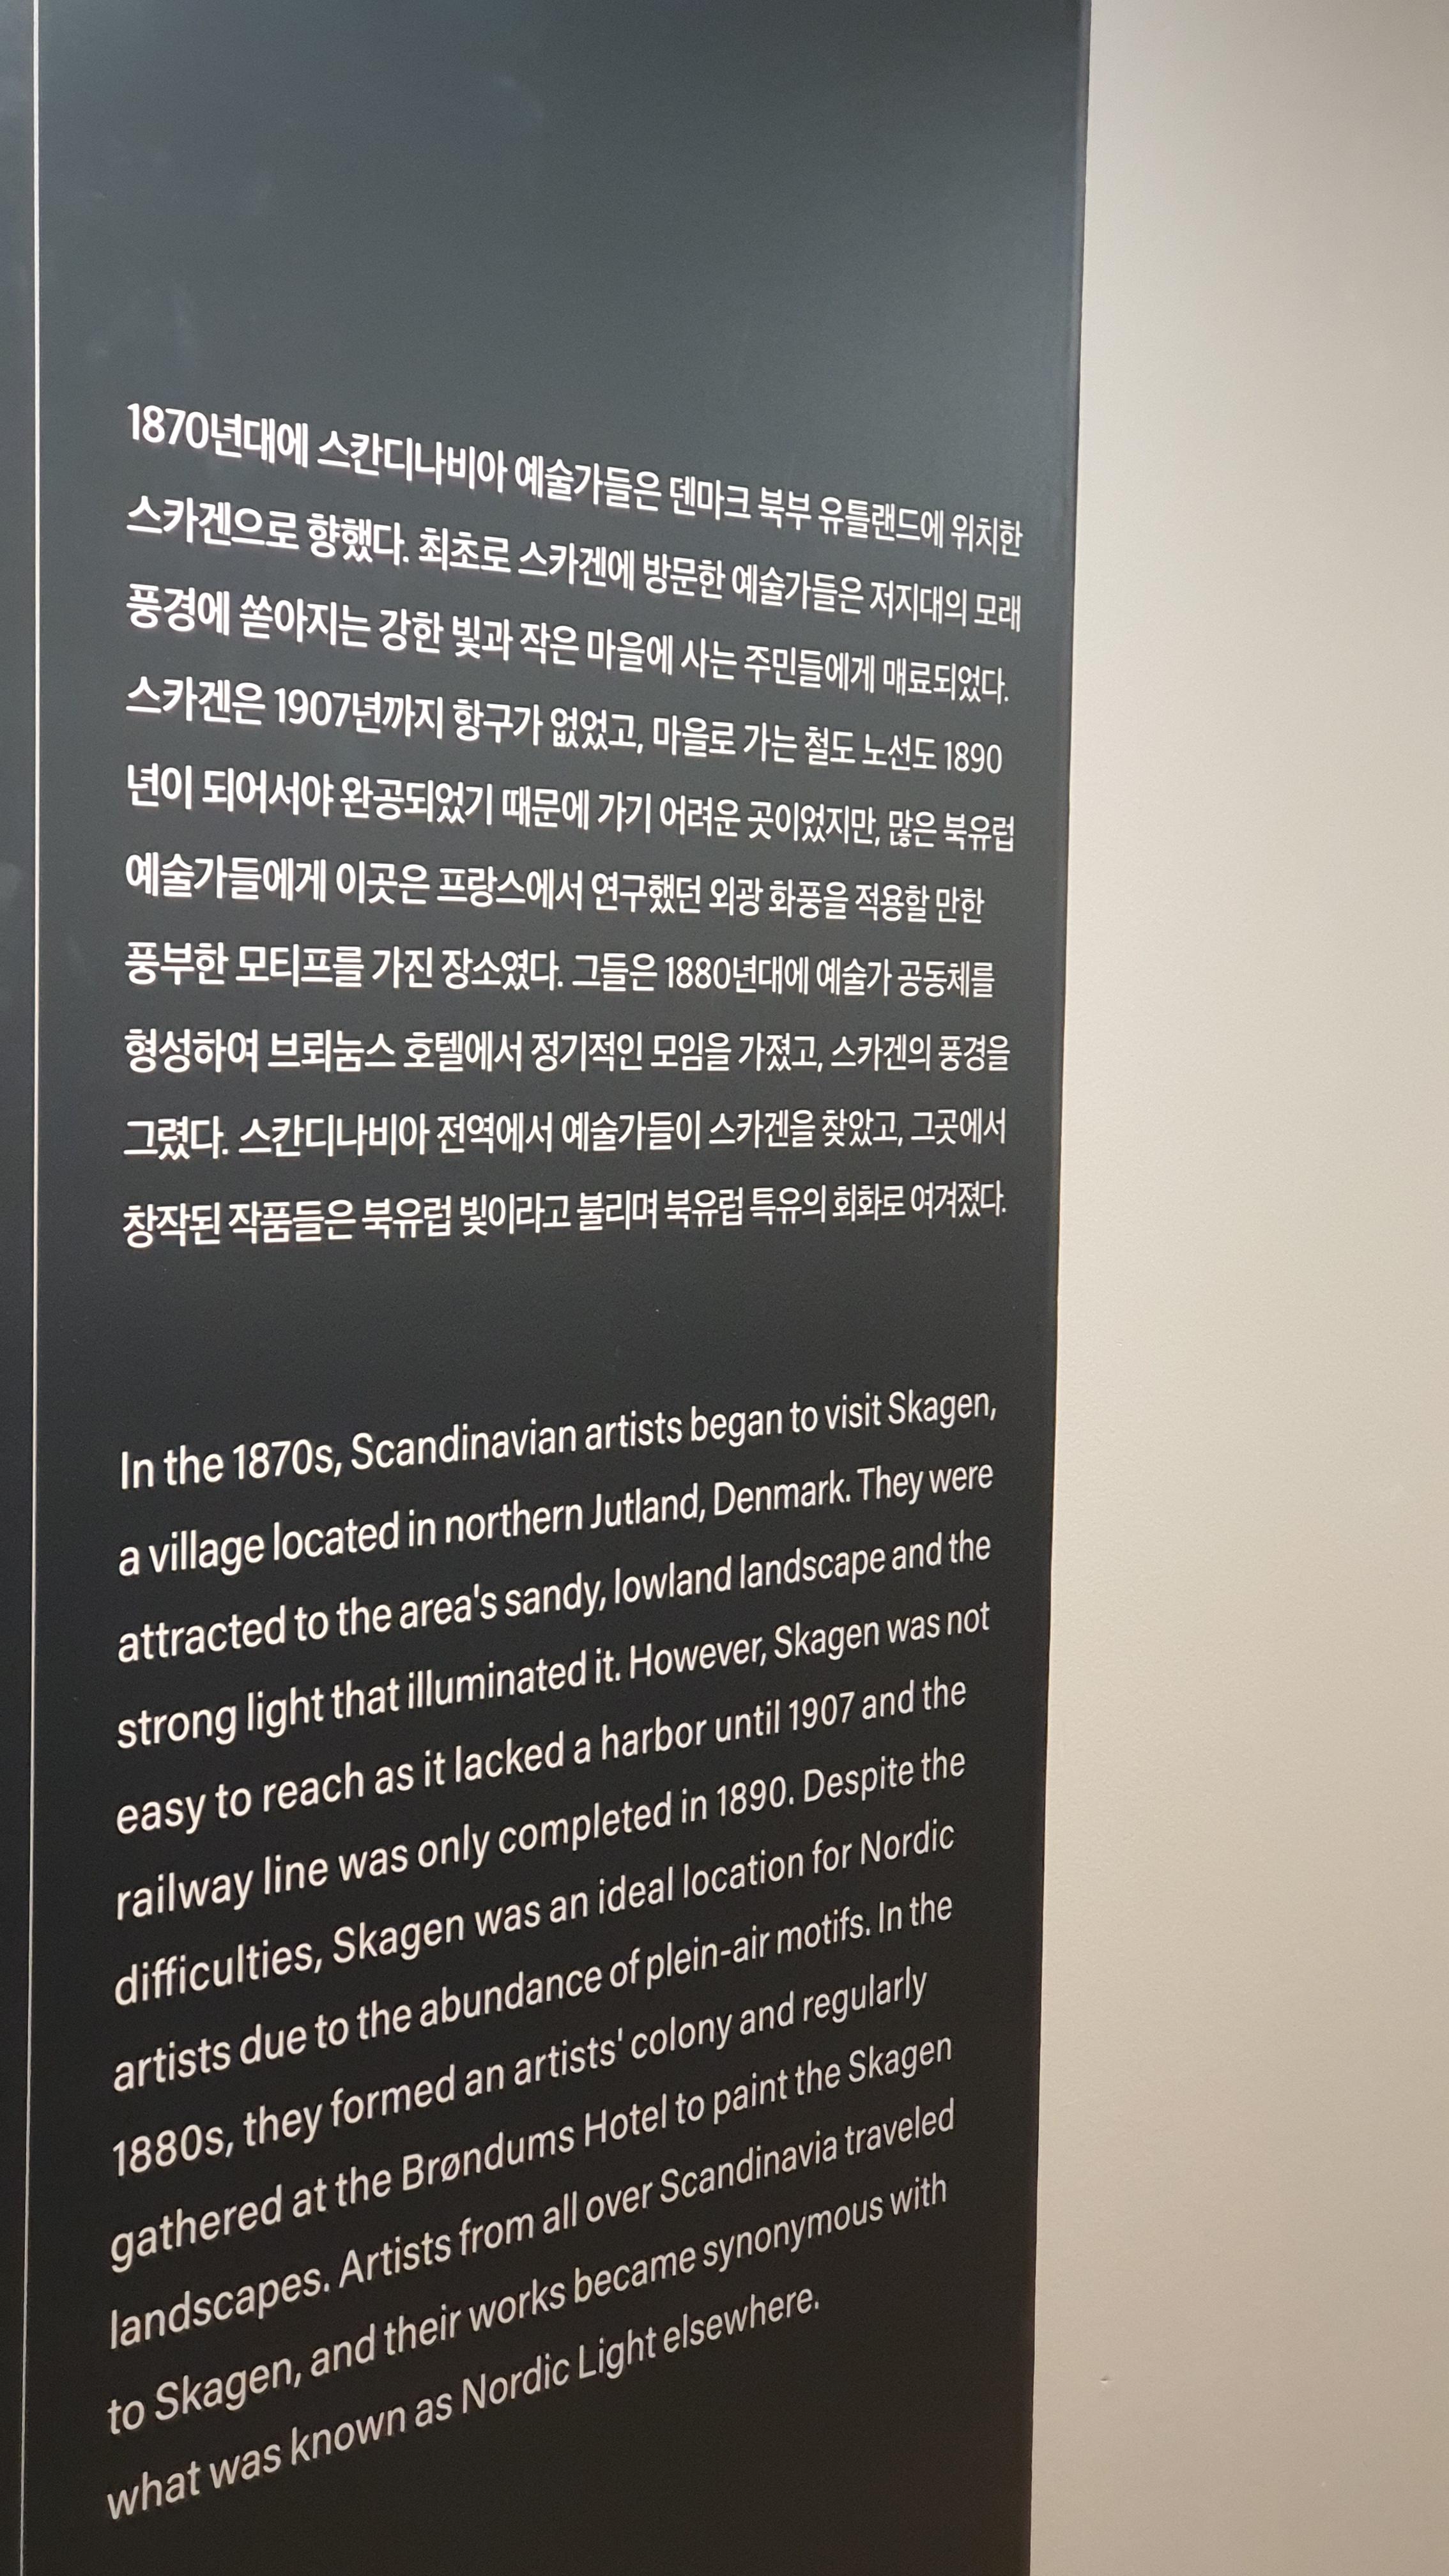 1870년대에 스칸디나비아 예술가들은 덴마크 북부 유틀랜드에 위치한
스카겐으로 향했다. 최초로 스카겐에 방문한 예술가들은 저지대의 모래
풍경에 쏟아지는 강한 빛과 작은 마을에 사는 주민들에게 매료되었다.
스카겐은 1907년까지 항구가 없었고, 마을로 가는 철도 노선도 1890
년이 되어서야 완공되었기 때문에 가기 어려운 곳이었지만, 많은 북유럽
예술가들에게 이곳은 프랑스에서 연구했던 외광 화풍을 적용할 만한
풍부한 모티프를 가진 장소였다. 그들은 1880년대에 예술가 공동체를
형성하여 브뢰눔스 호텔에서 정기적인 모임을 가졌고, 스카겐의 풍경을
그렸다. 스칸디나비아 전역에서 예술가들이 스카겐을 찾았고, 그곳에서
창작된 작품들은 북유럽 빛이라고 불리며 북유럽 특유의 회화로 여겨졌다.
In the 1870s, Scandinavian artists began to visit Skagen,
a village located in northern Jutland, Denmark. They were
attracted to the area's sandy, lowland landscape and the
strong light that illuminated it. However, Skagen was not
easy to reach as it lacked a harbor until 1907 and the
railway line was only completed in 1890. Despite the
difficulties, Skagen was an ideal location for Nordic
artists due to the abundance of plein-air motifs. In the
1880s, they formed an artists' colony and regularly
gathered at the Brøndums Hotel to paint the Skagen
landscapes. Artists from all over Scandinavia traveled
to Skagen, and their works became synonymous with
what was known as Nordic Light elsewhere.